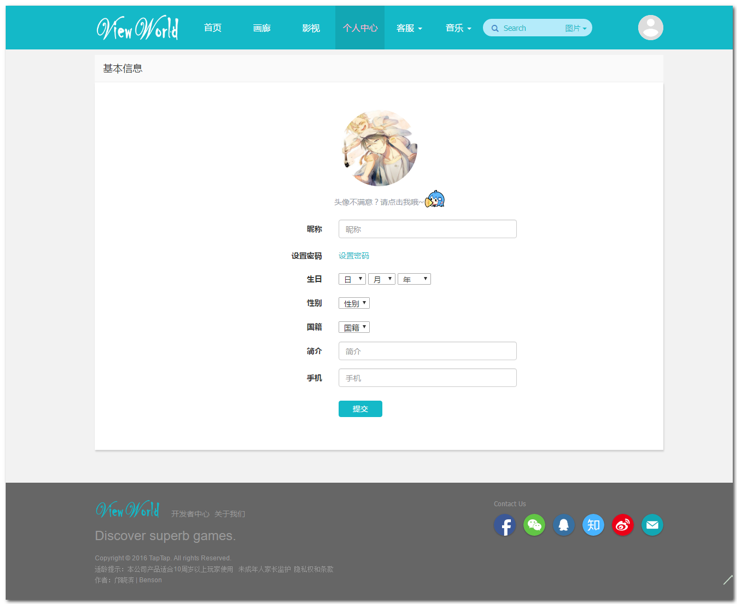 View World 首页 画廊 影视 个人中心 客服 音乐 Search 图片
基本信息
头像不满意？请点击我哦~
昵称 昵称
设置密码 设置密码
生日 日 月 年
性别 性别
国籍 国籍
简介 简介
手机 手机
提交
View World 开发者中心 关于我们
Discover superb games.
Copyright © 2016 TapTap. All rights Reserved.
适龄提示：本公司产品适合10周岁以上玩家使用 未成年人家长监护 隐私权和条款
作者： | Benson
Contact Us
知